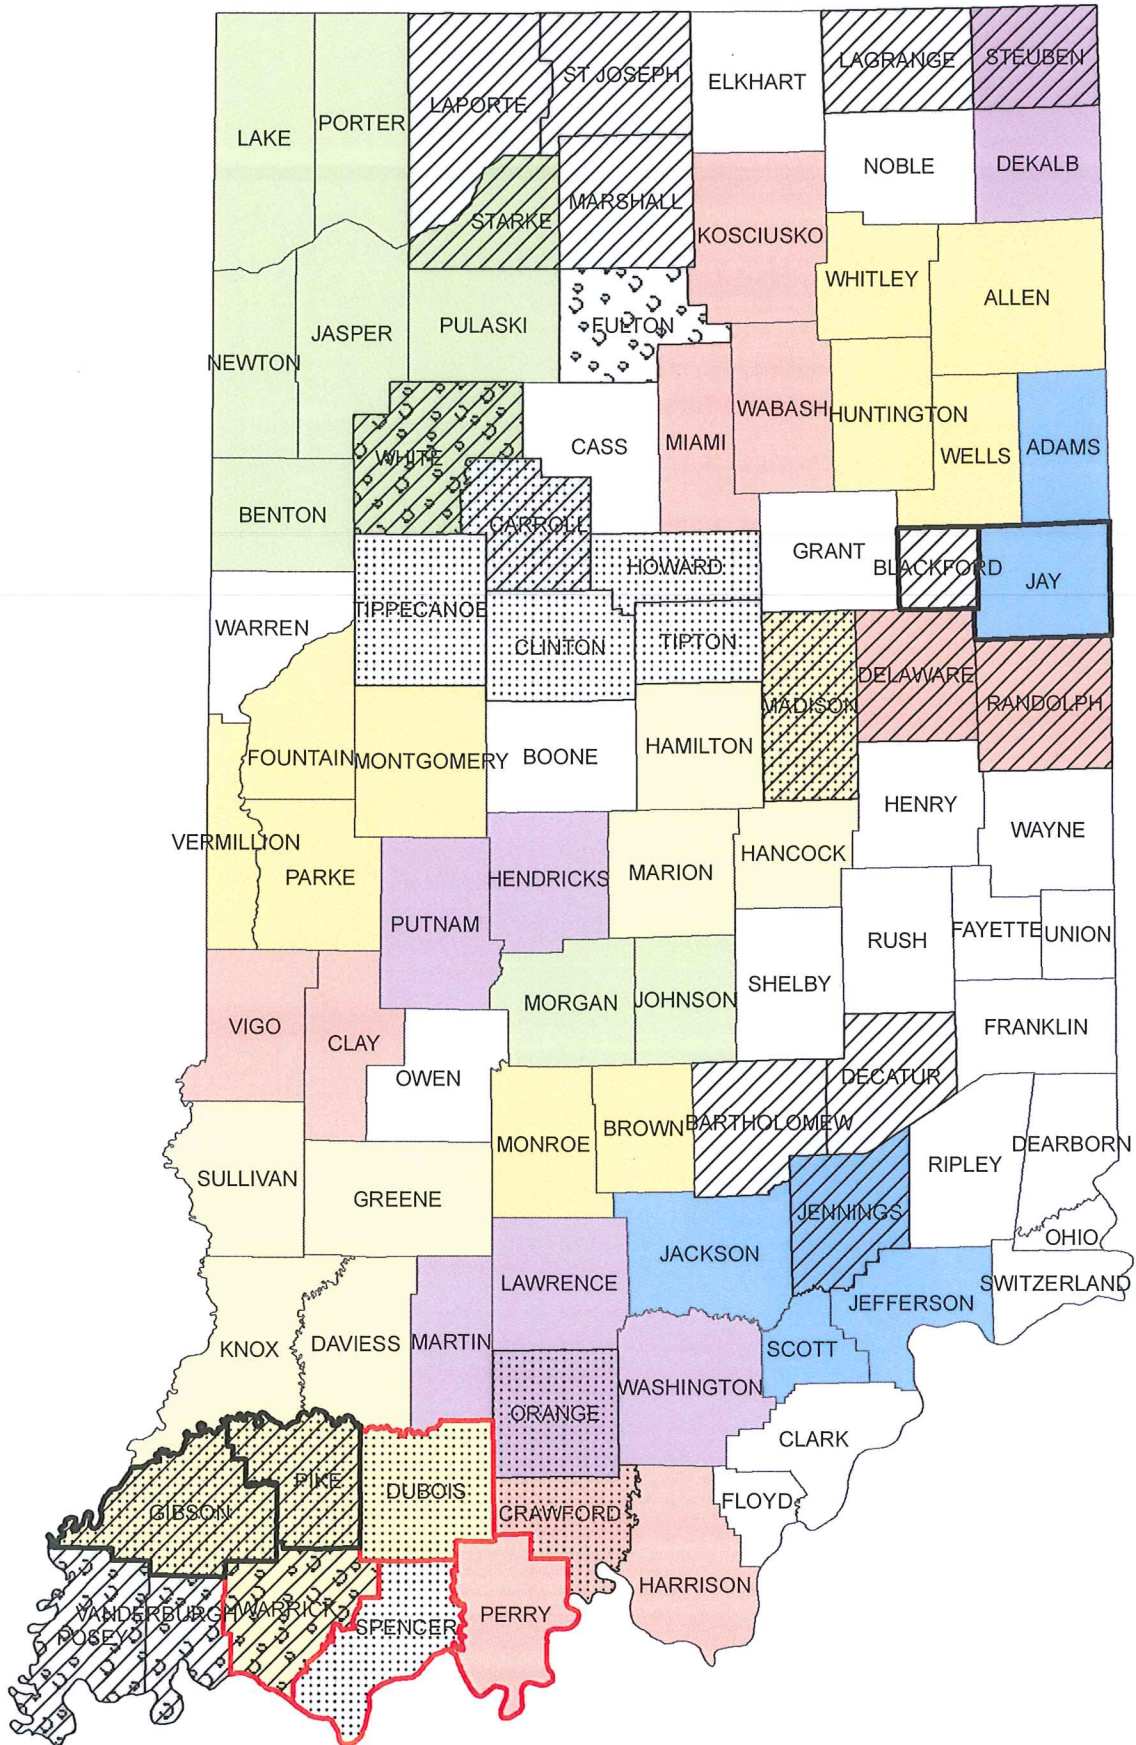 LAGRANGE
STEUBEN
ST JOSEPH
ELKHART
LAPORTE
PORTER
LAKE
NOBLE
DEKALB
MARSHALL
STARKE
KOSCIUSKO
WHITLEY
ALLEN
PULASKI
FULTON
JASPER
NEWTON
WABASH
HUNTINGTON
MIAMI
CASS
WHITE
WELLS
ADAMS
BENTON
CARROLL
GRANT
HOWARD
BLACKFORD
JAY
TIPPECANOE
WARREN
CLINTON
TIPTON
DELAWARE
RANDOLPH
MADISON
HAMILTON
BOONE
FOUNTAIN
MONTGOMERY
HENRY
WAYNE
VERMILLION
HANCOCK
MARION
PARKE
HENDRICKS
PUTNAM
RUSH
FAYETTE
UNION
SHELBY
MORGAN
JOHNSON
VIGO
CLAY
FRANKLIN
OWEN
DECATUR
BARTHOLOMEW
BROWN
MONROE
DEARBORN
RIPLEY
SULLIVAN
GREENE
JENNINGS
OHIO
JACKSON
LAWRENCE
SWITZERLAND
JEFFERSON
KNOX
DAVIESS
MARTIN
SCOTT
WASHINGTON
ORANGE
CLARK
PIKE
DUBOIS
FLOYD
GIBSON
CRAWFORD
HARRISON
VANDERBURGH
WARRICK
PERRY
SPENCER
POSEY